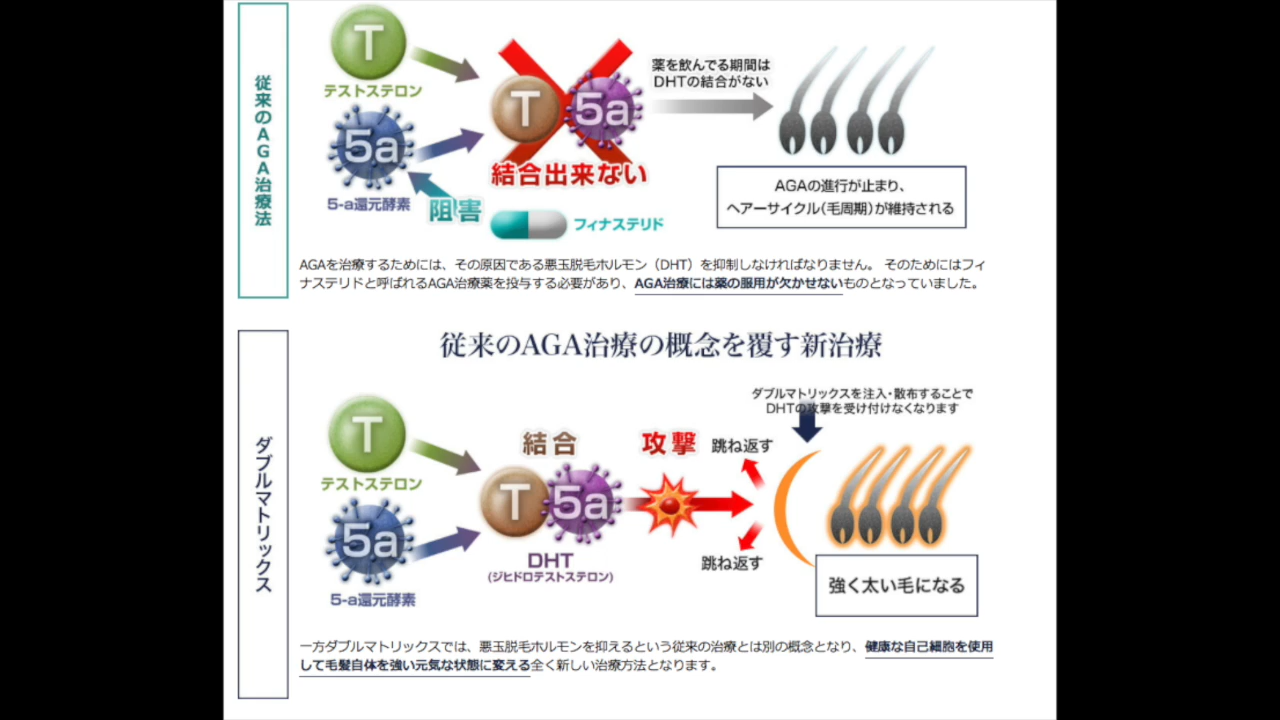 従来のAGA治療法
T
テストステロン
5a
5-a還元酵素
阻害
T 5a
結合出来ない
フィナステリド
薬を飲んでる期間は
DHTの結合がない
AGAの進行が止まり、
ヘアーサイクル(毛周期)が維持される
AGAを治療するためには、その原因である悪玉脱毛ホルモン（DHT）を抑制しなければなりません。 そのためにはフィ
ナステリドと呼ばれるAGA治療薬を投与する必要があり、AGA治療には薬の服用が欠かせないものとなっていました。
従来のAGA治療の概念を覆す新治療
ダブルマトリックス
T
テストステロン
5a
5-a還元酵素
結合
T 5a
DHT
(ジヒドロテストステロン)
攻撃
跳ね返す
跳ね返す
ダブルマトリックスを注入・散布することで
DHTの攻撃を受け付けなくなります
強く太い毛になる
一方ダブルマトリックスでは、悪玉脱毛ホルモンを抑えるという従来の治療とは別の概念となり、健康な自己細胞を使用
して毛髪自体を強い元気な状態に変える全く新しい治療方法となります。